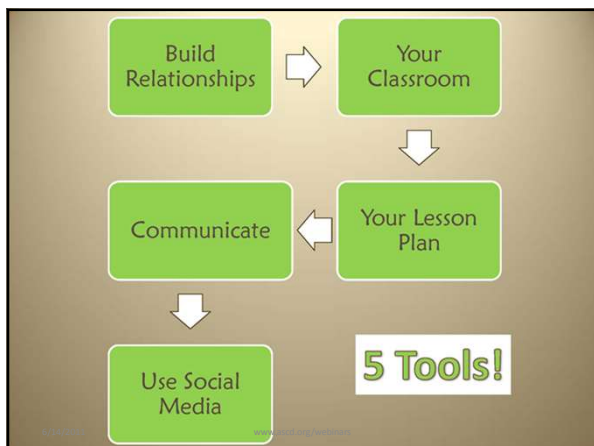 Build
Relationships
Your
Classroom
Your Lesson
Plan
Communicate
Use Social
Media
5 Tools!